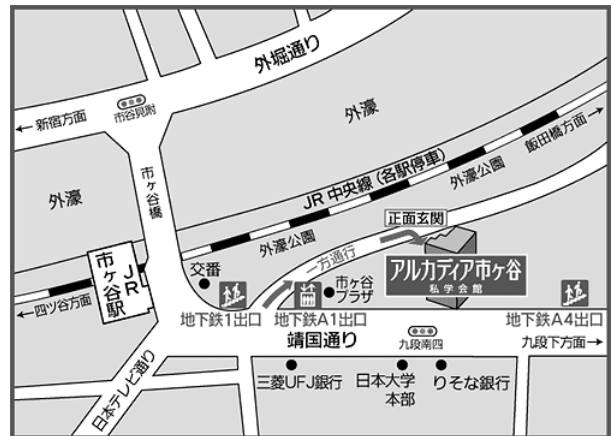 外堀通り
市谷見附
←新宿方面
外濠
飯田橋方面→
市ヶ谷橋
外濠
JR中央線(各駅停車)
外濠公園
正面玄関
外濠公園
一方通行
JR
市ヶ谷駅
交番
市ヶ谷
プラザ
アルカディア市ヶ谷
私学会館
←四ツ谷方面
地下鉄1出口
地下鉄A1出口
地下鉄A4出口
靖国通り
九段南四
九段下方面→
日本テレビ通り
三菱UFJ銀行
日本大学
本部
りそな銀行